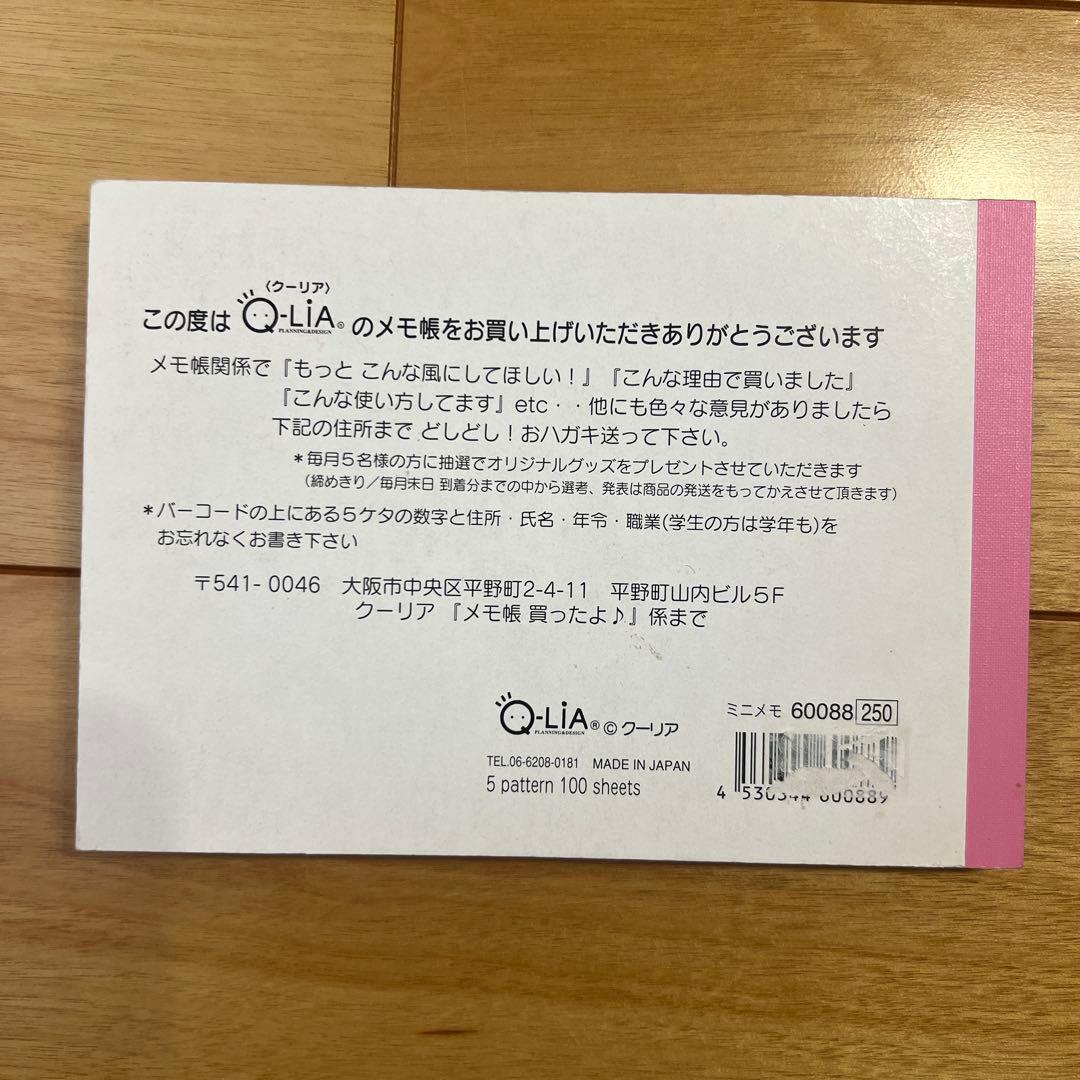 〈クーリア〉
この度は Q-LiA PLANNING&DESIGN ® のメモ帳をお買い上げいただきありがとうございます
メモ帳関係で『もっと こんな風にしてほしい！』『こんな理由で買いました』
『こんな使い方してます』etc・・他にも色々な意見がありましたら
下記の住所まで どしどし！おハガキ送って下さい。
＊毎月5名様の方に抽選でオリジナルグッズをプレゼントさせていただきます
（締めきり／毎月末日 到着分までの中から選考、発表は商品の発送をもってかえさせて頂きます）
＊バーコードの上にある5ケタの数字と住所・氏名・年令・職業(学生の方は学年も)を
お忘れなくお書き下さい
〒541-0046 大阪市中央区平野町2-4-11 平野町山内ビル5F
クーリア『メモ帳 買ったよ♪』係まで
Q-LiA PLANNING&DESIGN ® © クーリア
ミニメモ 60088 250
TEL.06-6208-0181 MADE IN JAPAN
5 pattern 100 sheets
4 530344 600889